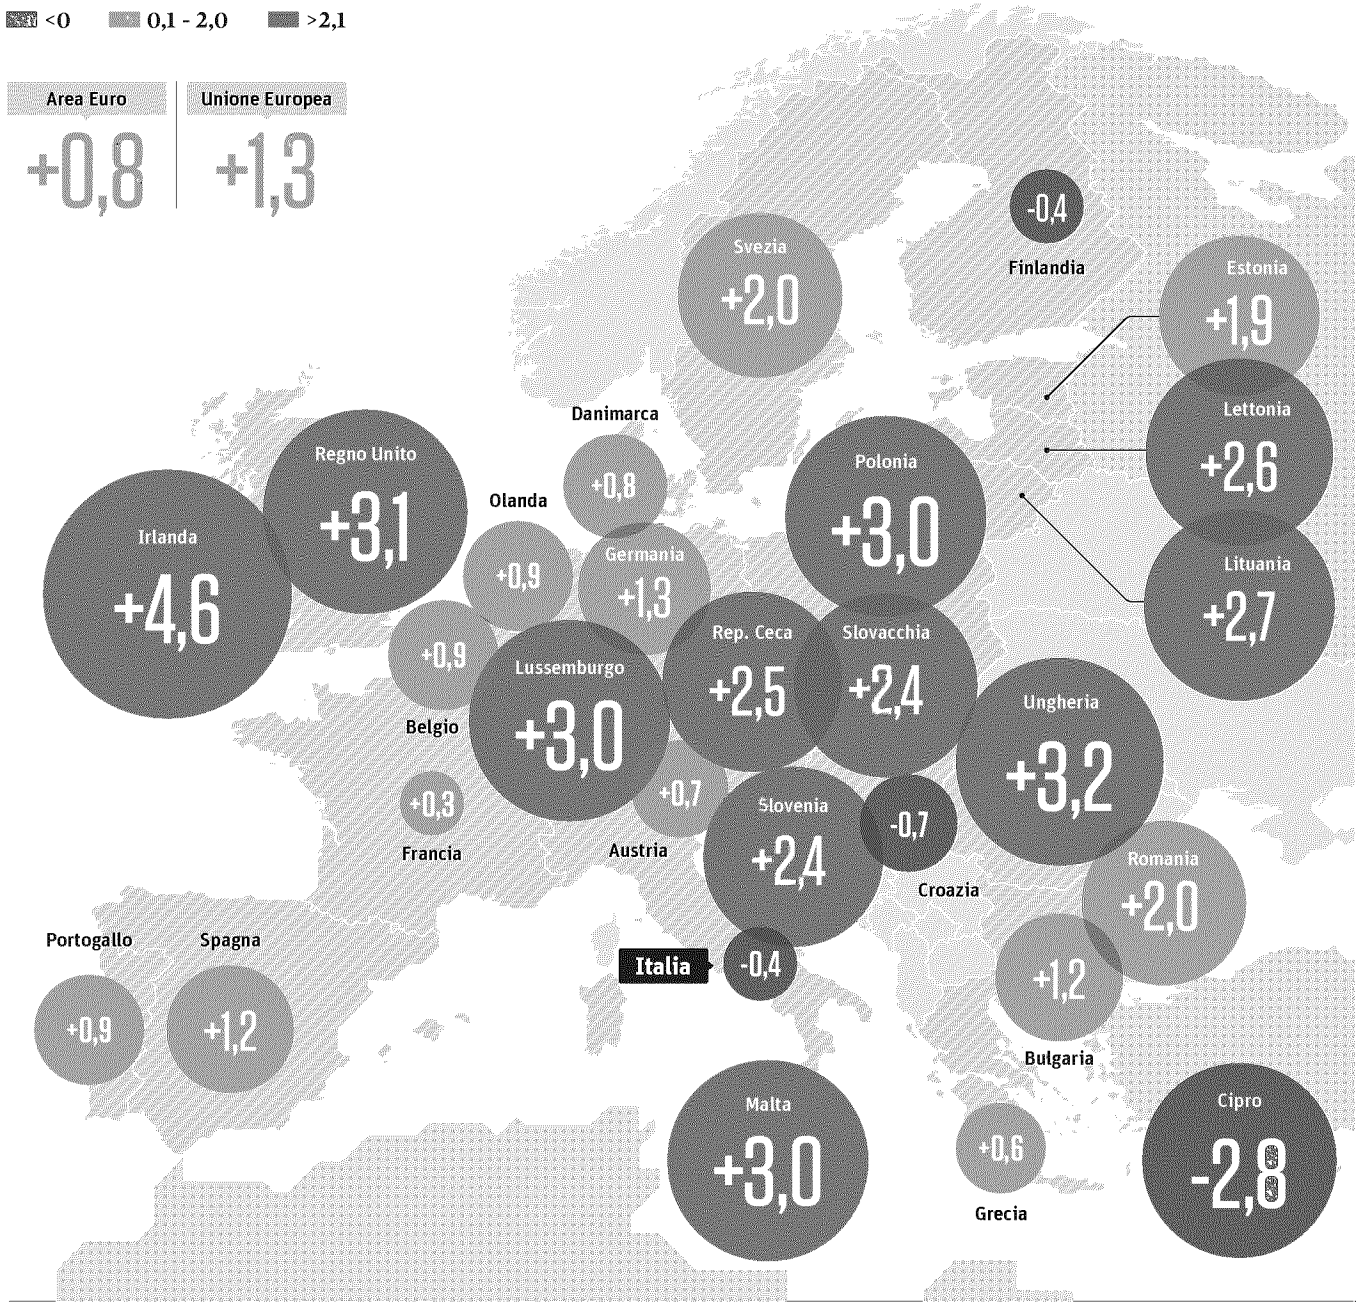 <0 0,1 - 2,0 >2,1
Area Euro
+0,8
Unione Europea
+1,3
-0,4
Finlandia
Svezia
+2,0
Estonia
+1,9
Lettonia
+2,6
Lituania
+2,7
Danimarca
+0,8
Regno Unito
+3,1
Polonia
+3,0
Olanda
+0,9
Irlanda
+4,6
Germania
+1,3
Rep. Ceca
+2,5
Slovacchia
+2,4
+0,9
Belgio
Lussemburgo
+3,0
Ungheria
+3,2
+0,3
Francia
+0,7
Austria
Slovenia
+2,4
-0,7
Croazia
Romania
+2,0
Portogallo
+0,9
Spagna
+1,2
Italia
-0,4
+1,2
Bulgaria
Malta
+3,0
+0,6
Grecia
Cipro
-2,8